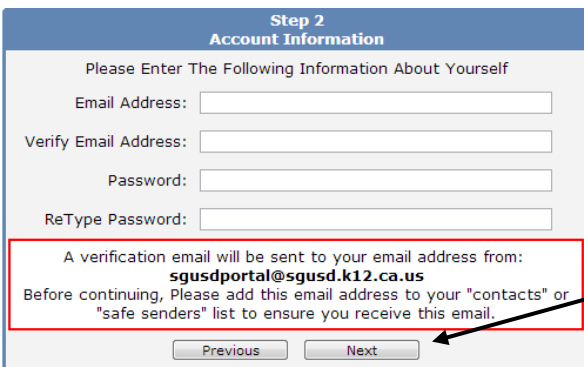 Step 2
Account Information
Please Enter The Following Information About Yourself
Email Address:
Verify Email Address:
Password:
ReType Password:
A verification email will be sent to your email address from:
sgusdportal@sgusd.k12.ca.us
Before continuing, Please add this email address to your "contacts" or
"safe senders" list to ensure you receive this email.
Previous Next